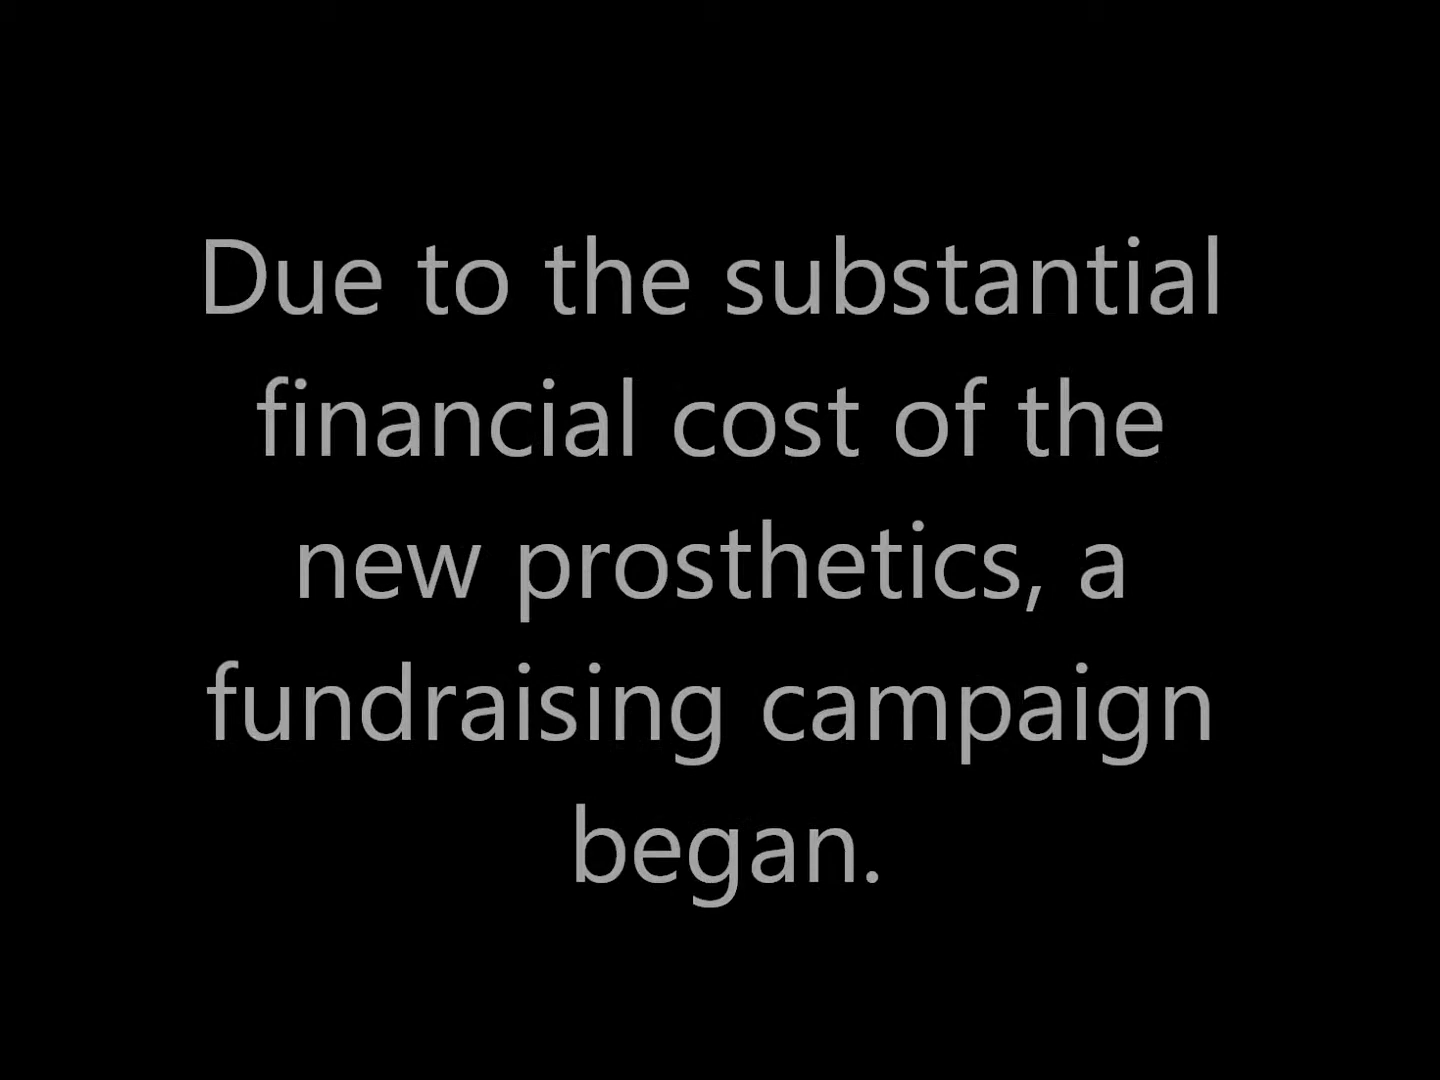 Due to the substantial
financial cost of the
new prosthetics, a
fundraising campaign
began.